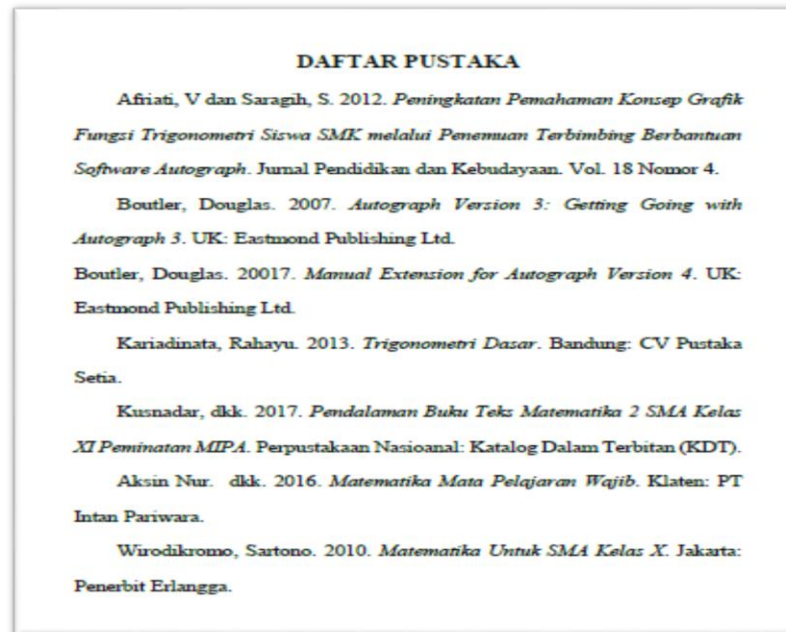 DAFTAR PUSTAKA
Afriati, V dan Saragih, S. 2012. Peningkatan Pemahaman Konsep Grafik
Fungsi Trigonometri Siswa SMK melalui Penemuan Terbimbing Berbantuan
Software Autograph. Jurnal Pendidikan dan Kebudayaan. Vol. 18 Nomor 4.
Boutler, Douglas. 2007. Autograph Version 3: Getting Going with
Autograph 3. UK: Eastmond Publishing Ltd.
Boutler, Douglas. 20017. Manual Extension for Autograph Version 4. UK:
Eastmond Publishing Ltd.
Kariadinata, Rahayu. 2013. Trigonometri Dasar. Bandung: CV Pustaka
Setia.
Kusnadar, dkk. 2017. Pendalaman Buku Teks Matematika 2 SMA Kelas
XI Peminatan MIPA. Perpustakaan Nasioanal: Katalog Dalam Terbitan (KDT).
Aksin Nur. dkk. 2016. Matematika Mata Pelajaran Wajib. Klaten: PT
Intan Pariwara.
Wirodikromo, Sartono. 2010. Matematika Untuk SMA Kelas X. Jakarta:
Penerbit Erlangga.